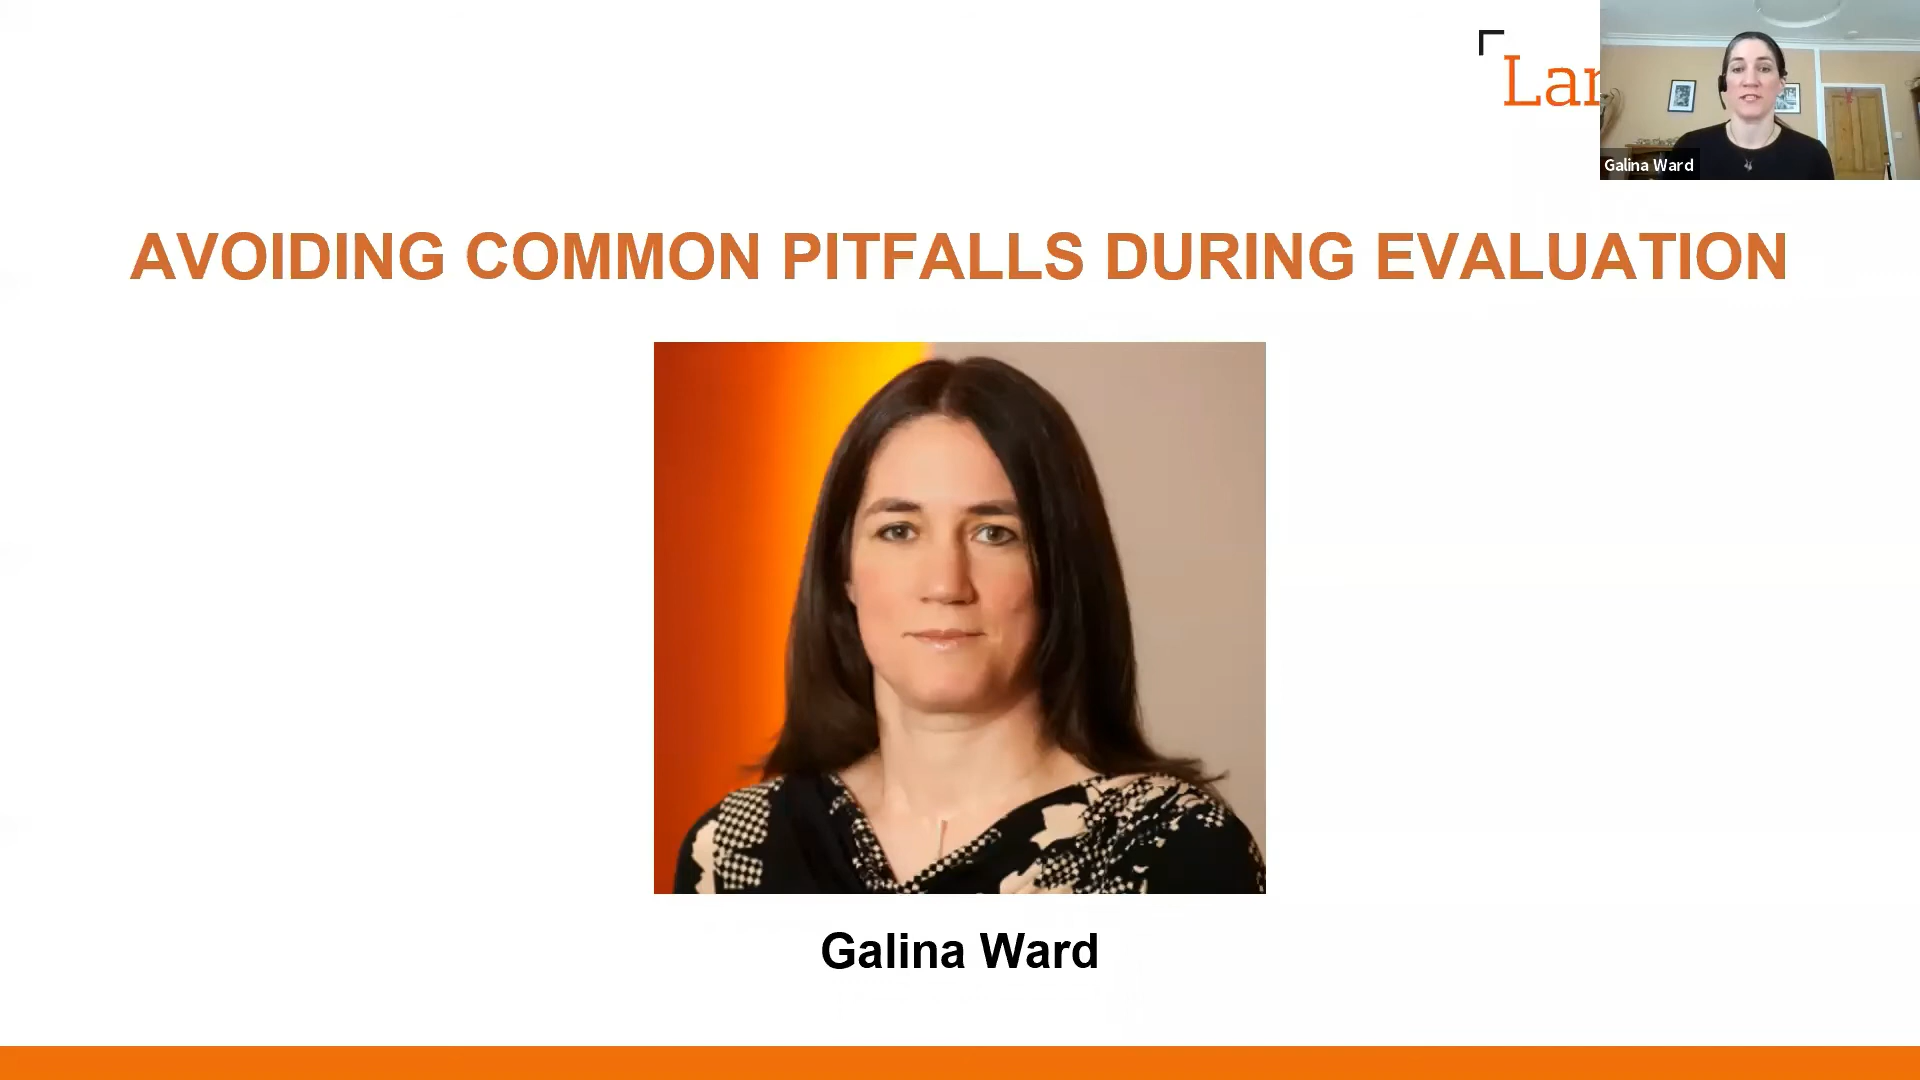 Lar
Galina Ward
AVOIDING COMMON PITFALLS DURING EVALUATION
Galina Ward